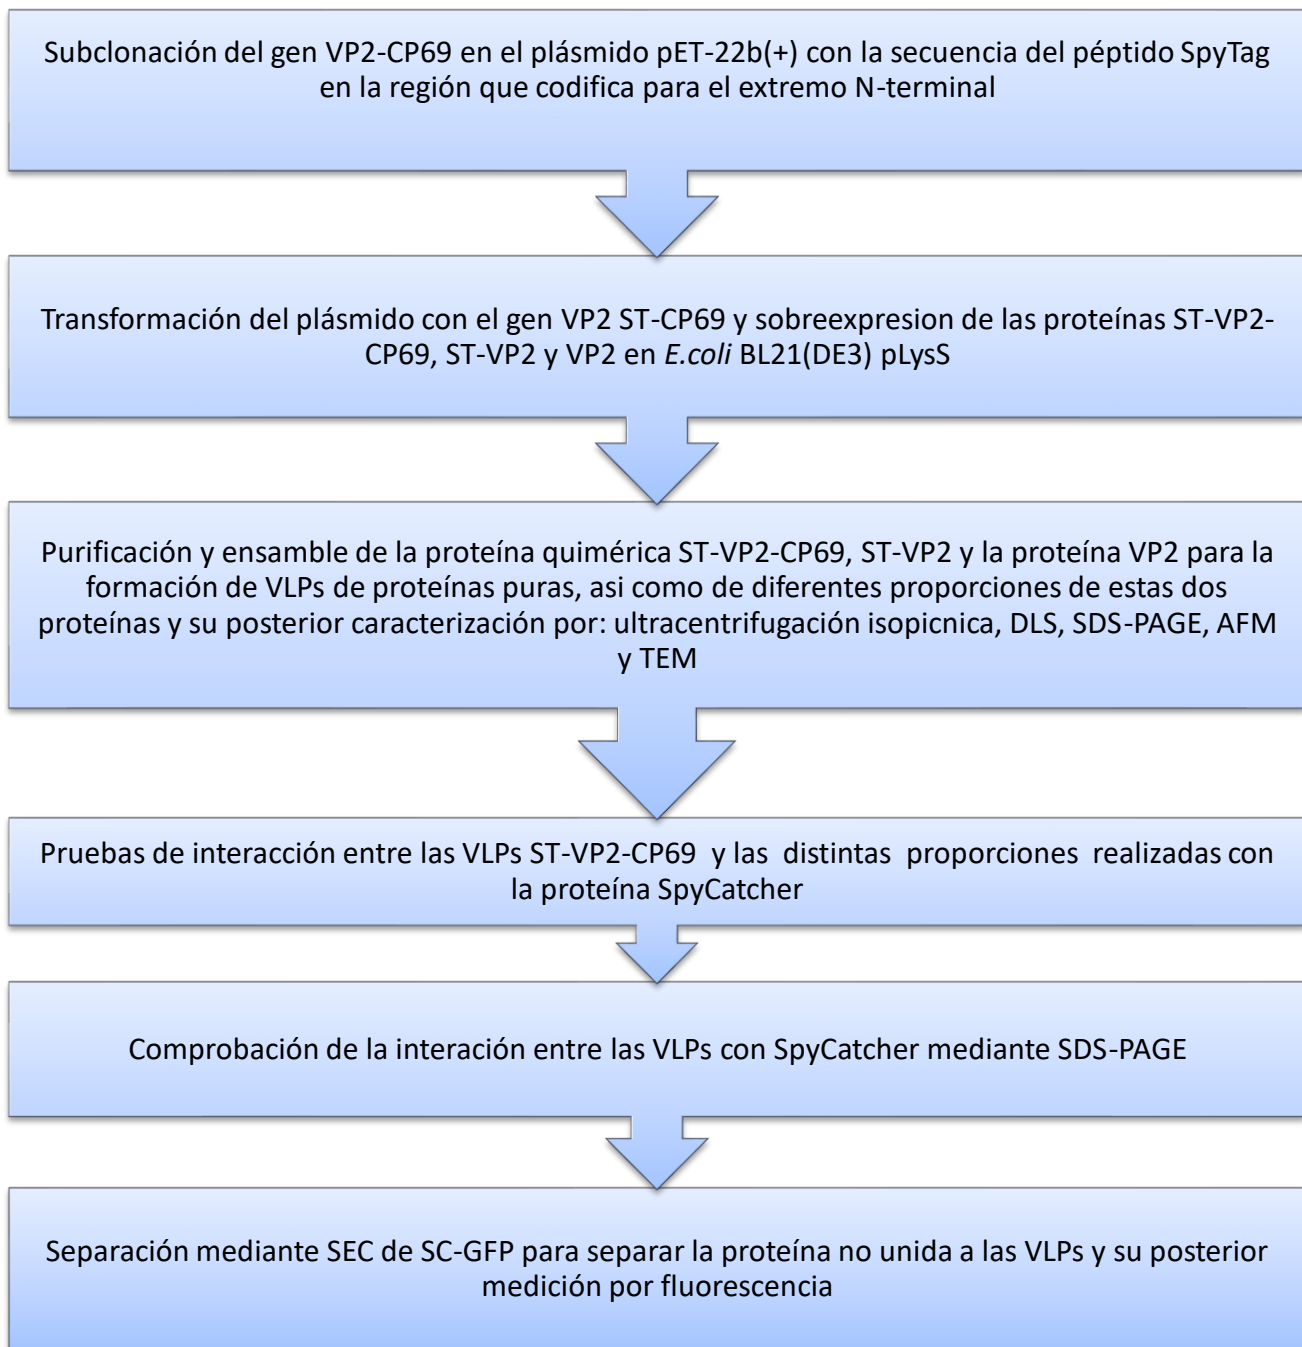 Subclonación del gen VP2-CP69 en el plásmido pET-22b(+) con la secuencia del péptido SpyTag
en la región que codifica para el extremo N-terminal
Transformación del plásmido con el gen VP2 ST-CP69 y sobreexpresion de las proteínas ST-VP2-
CP69, ST-VP2 y VP2 en E.coli BL21(DE3) pLysS
Purificación y ensamble de la proteína quimérica ST-VP2-CP69, ST-VP2 y la proteína VP2 para la
formación de VLPs de proteínas puras, asi como de diferentes proporciones de estas dos
proteínas y su posterior caracterización por: ultracentrifugación isopicnica, DLS, SDS-PAGE, AFM
y TEM
Pruebas de interacción entre las VLPs ST-VP2-CP69 y las distintas proporciones realizadas con
la proteína SpyCatcher
Comprobación de la interación entre las VLPs con SpyCatcher mediante SDS-PAGE
Separación mediante SEC de SC-GFP para separar la proteína no unida a las VLPs y su posterior
medición por fluorescencia